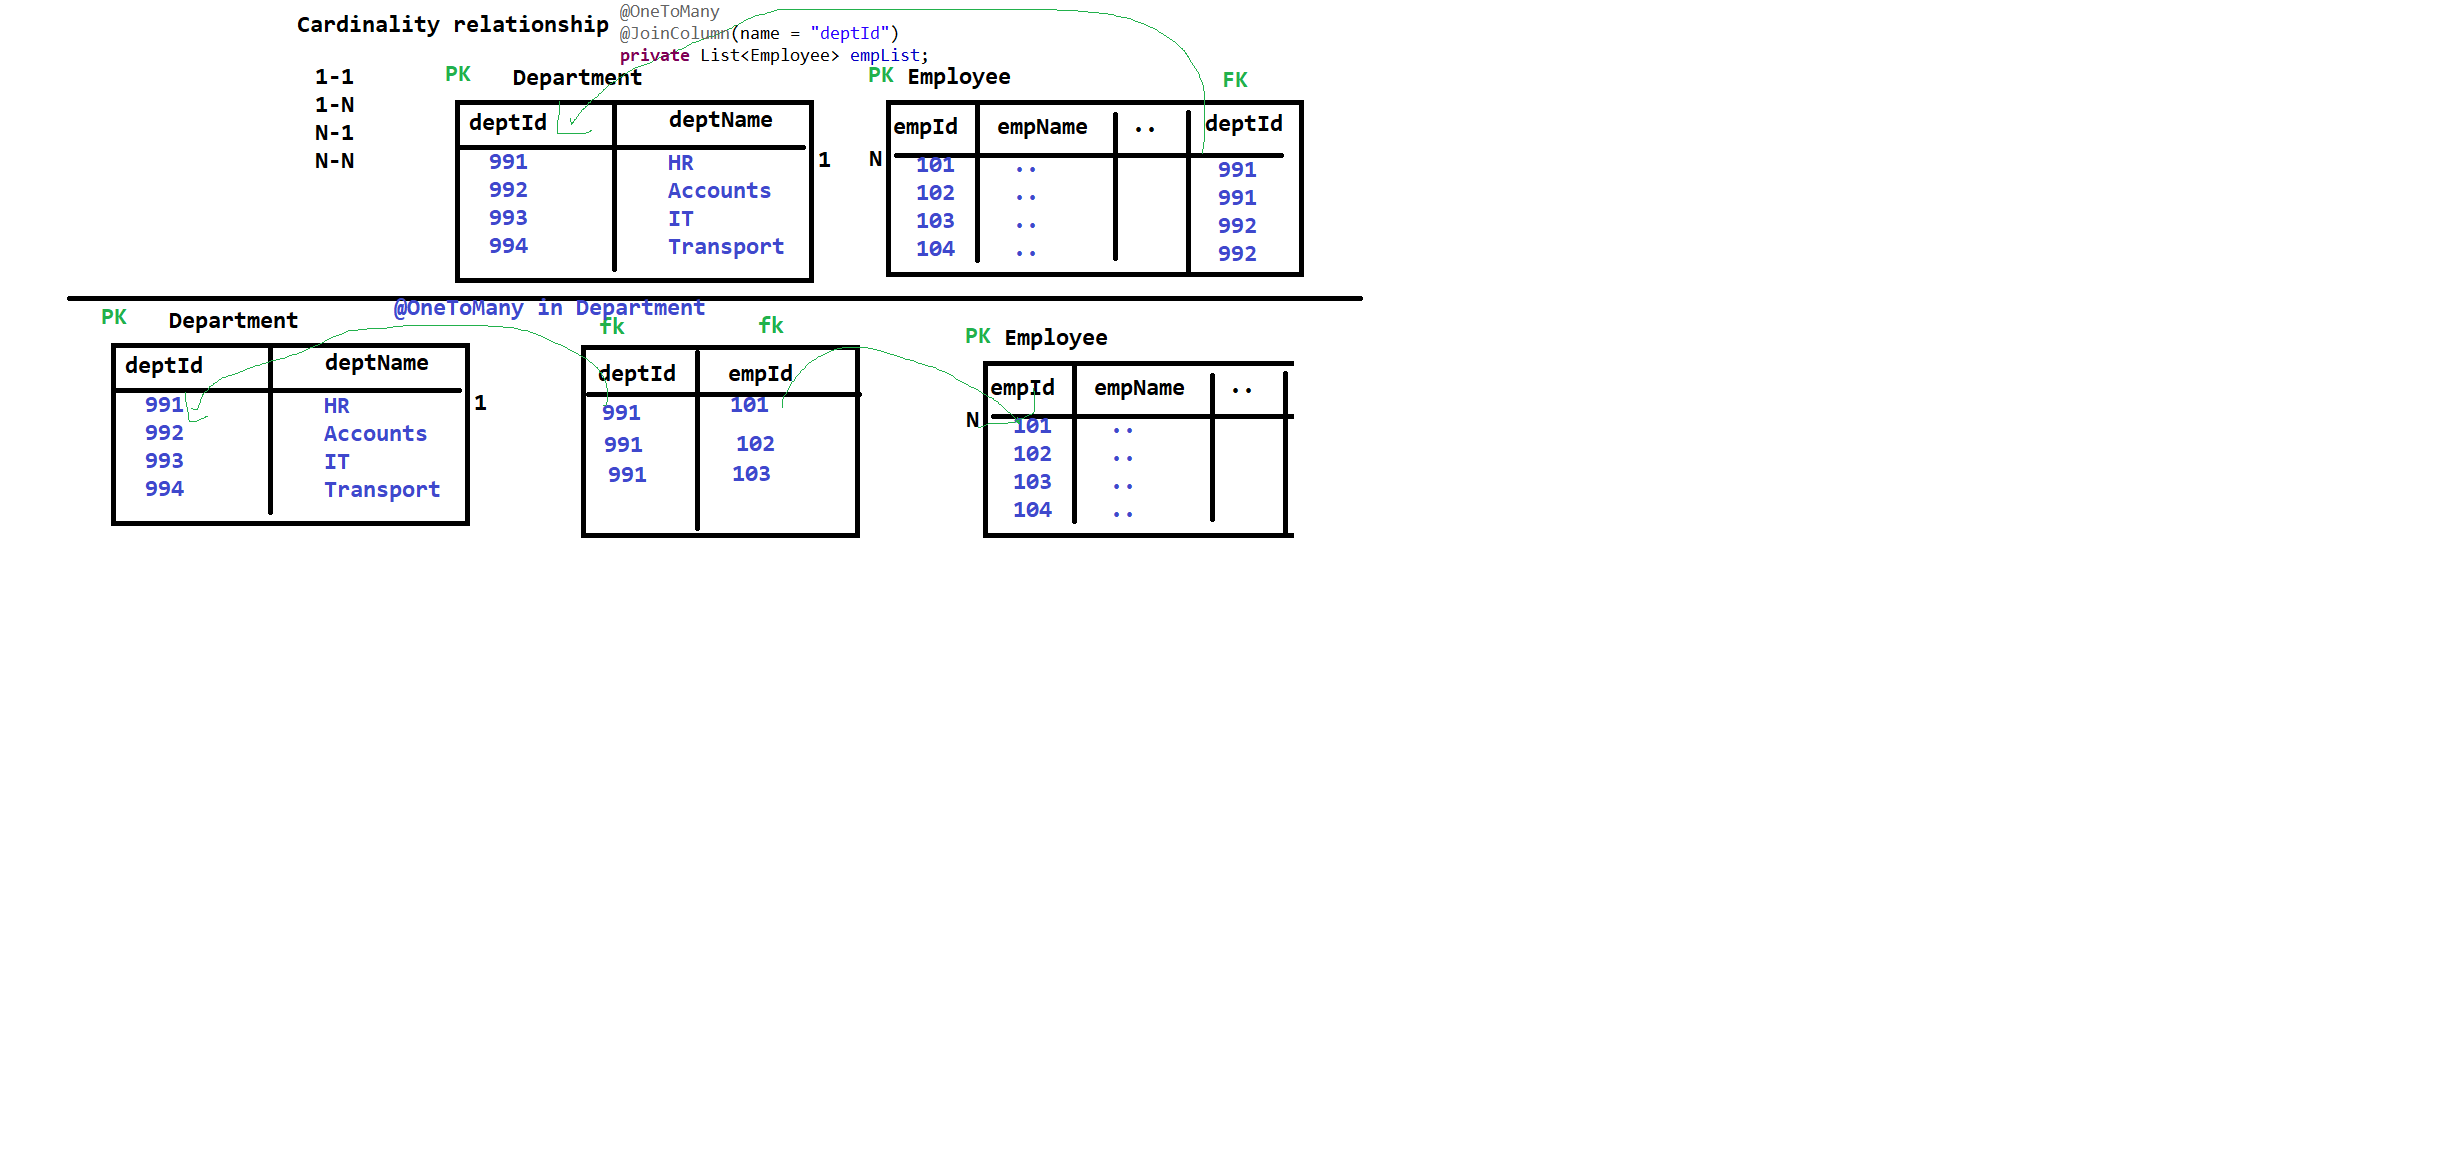 Cardinality relationship
@OneToMany
@JoinColumn(name = "deptId")
private List<Employee> empList;
1-1
1-N
N-1
N-N
PK Department
deptId deptName
991 HR
992 Accounts
993 IT
994 Transport
1 N
PK Employee FK
empId empName .. deptId
101 .. 991
102 .. 991
103 .. 992
104 .. 992
@OneToMany in Department
PK Department
deptId deptName
991 HR
992 Accounts
993 IT
994 Transport
1
fk fk
deptId empId
991 101
991 102
991 103
N
PK Employee
empId empName ..
101 ..
102 ..
103 ..
104 ..